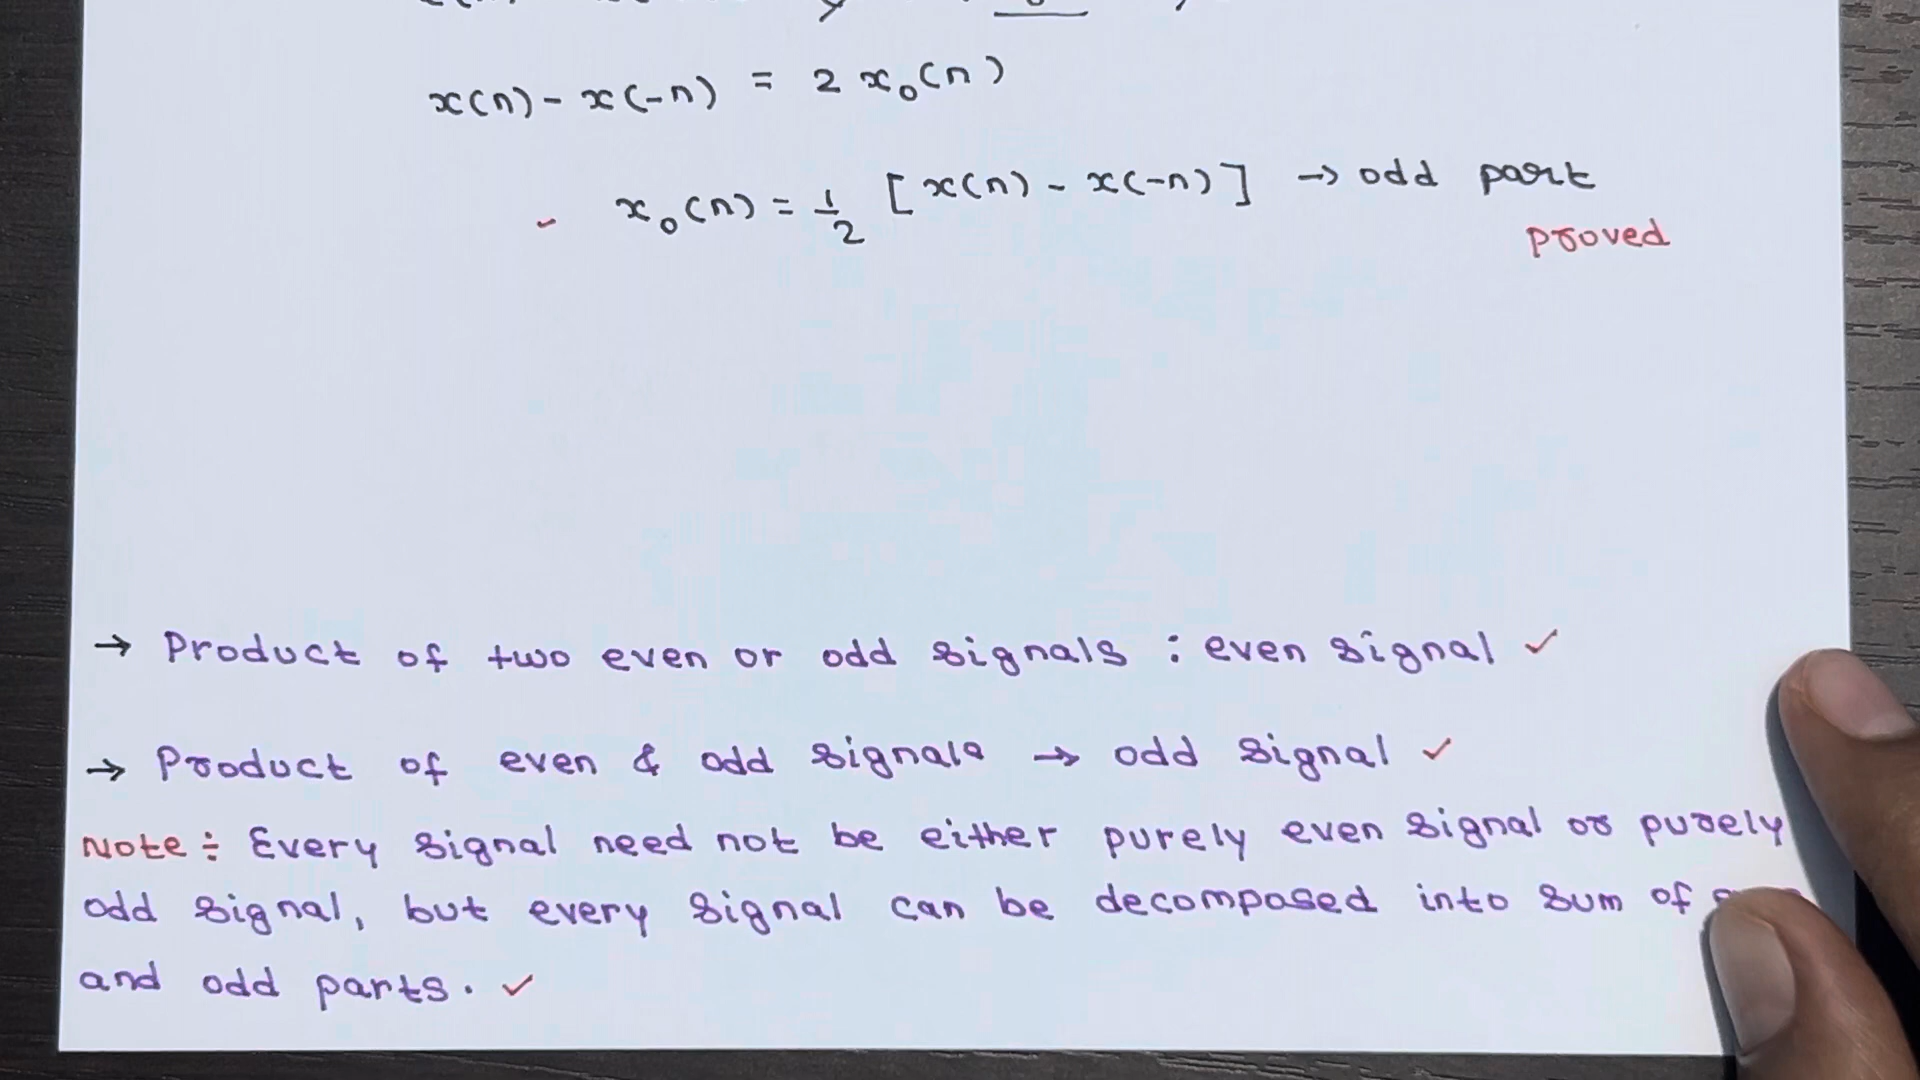 x(n) - x(-n) = 2 x₀(n)
x₀(n) = 1/2 [x(n) - x(-n)] → odd part
proved
→ Product of two even or odd signals : even signal ✓
→ Product of even & odd signals → odd signal ✓
Note ÷ Every signal need not be either purely even signal or purely
odd signal, but every signal can be decomposed into sum of
and odd parts. ✓